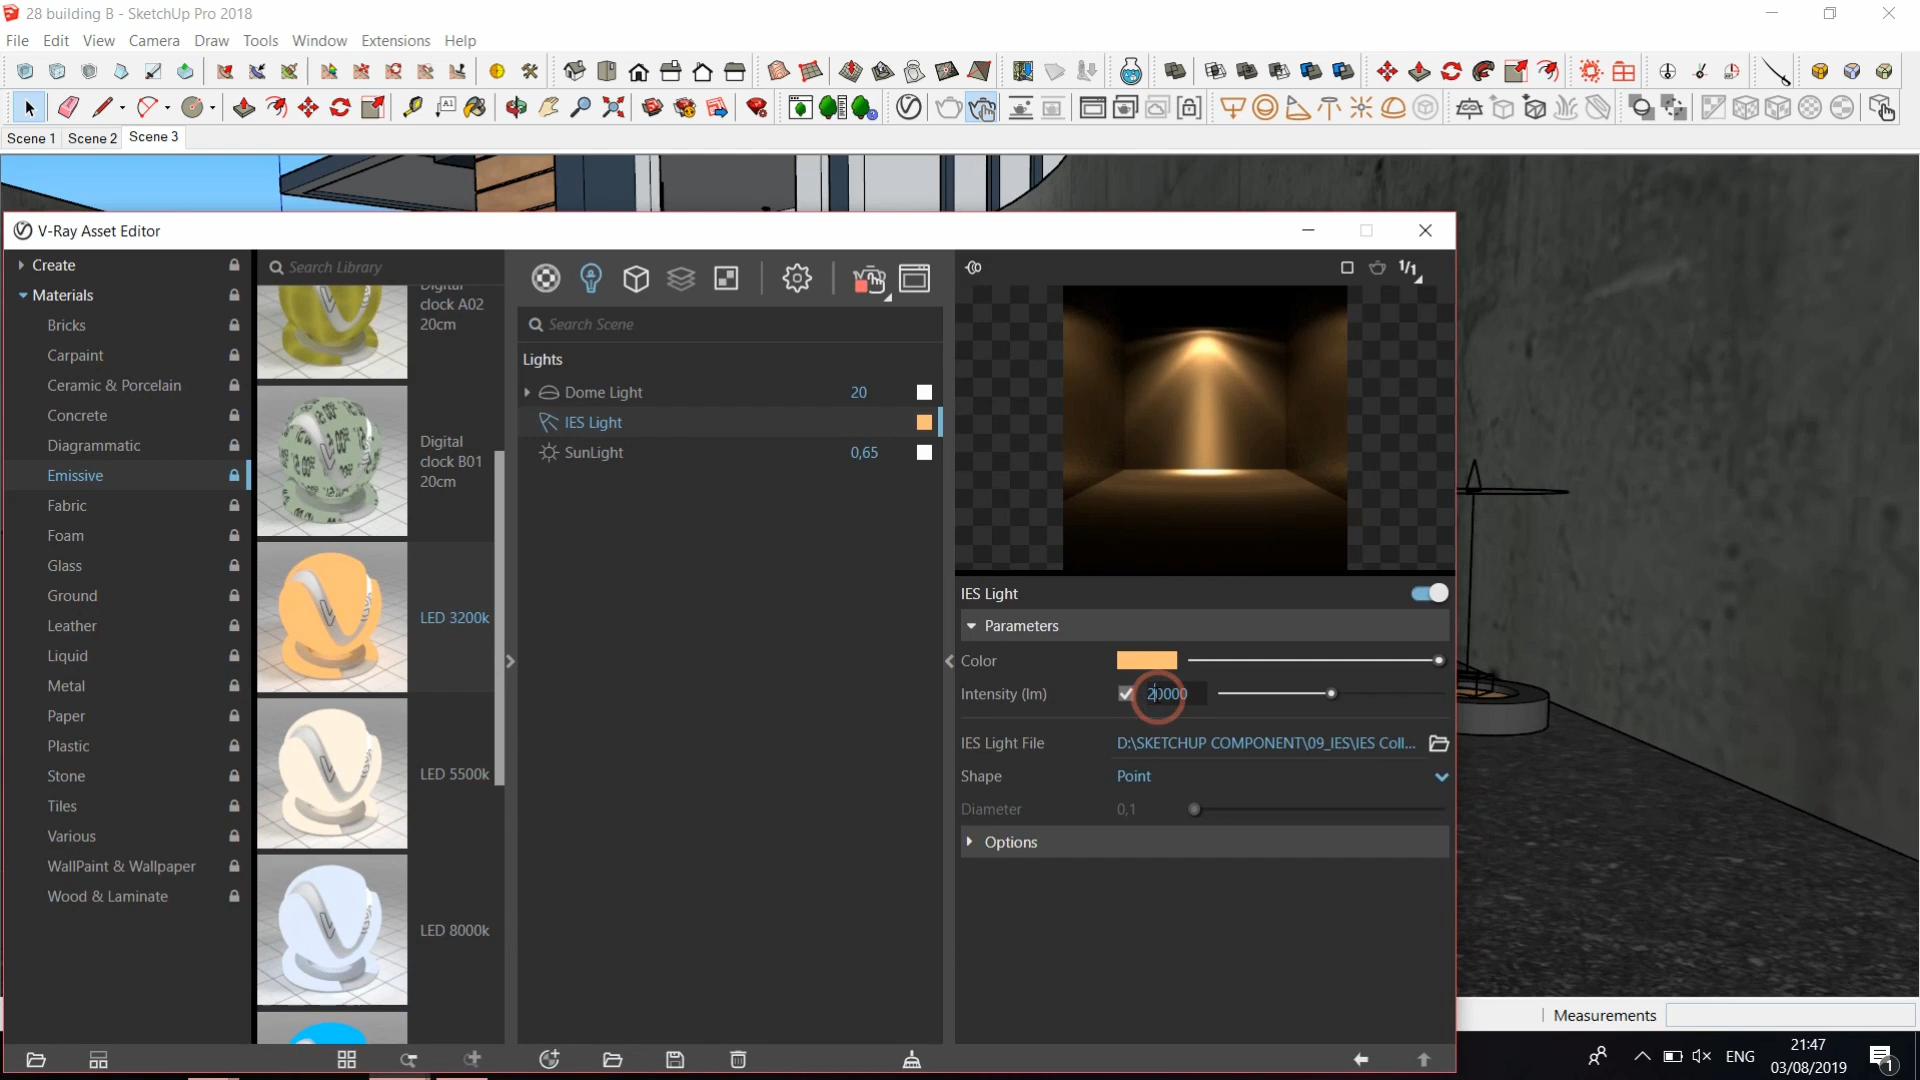 28 building B - SketchUp Pro 2018
File Edit View Camera Draw Tools Window Extensions Help
Scene 1 Scene 2 Scene 3
V-Ray Asset Editor
Create
Materials
Bricks
Carpaint
Ceramic & Porcelain
Concrete
Diagrammatic
Emissive
Fabric
Foam
Glass
Ground
Leather
Liquid
Metal
Paper
Plastic
Stone
Tiles
Various
WallPaint & Wallpaper
Wood & Laminate
Search Library
Digital
clock A02
20cm
Digital
clock B01
20cm
LED 3200k
LED 5500k
LED 8000k
Search Scene
Lights
Dome Light 20
IES Light
SunLight 0,65
1/1
IES Light
Parameters
Color
Intensity (lm) 20000
IES Light File D:\SKETCHUP COMPONENT\09_IES\IES Coll...
Shape Point
Diameter 0,1
Options
Measurements
ENG
21:47
03/08/2019
1